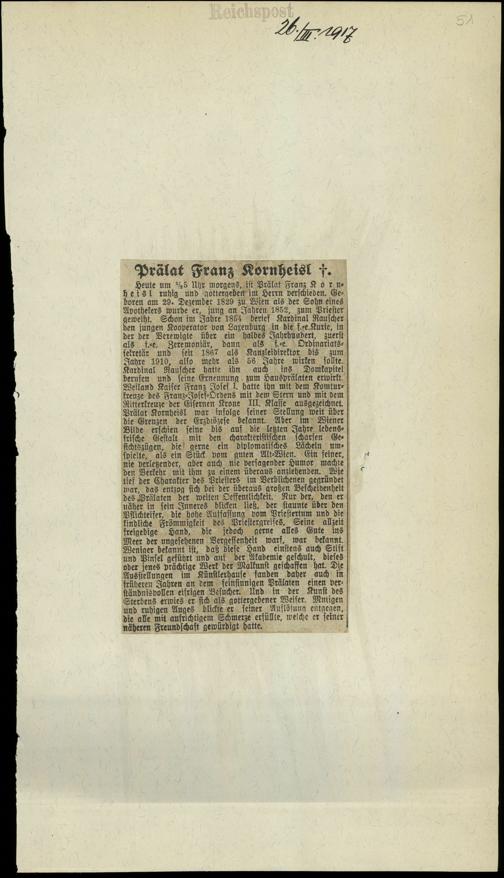 Reichspost
26./III. 1917
51
Prälat Franz Kornheisl †.
Heute um ½5 Uhr morgens, ist Prälat Franz Korn-
heisl ruhig und gottergeben im Herrn verschieden. Ge-
boren am 29. Dezember 1829 zu Wien als der Sohn eines
Apothekers wurde er, jung an Jahren 1852, zum Priester
geweiht. Schon im Jahre 1854 berief Kardinal Rauscher
den jungen Kooperator von Laxenburg in die f.-e. Kurie, in
der der Verewigte über ein halbes Jahrhundert, zuerst
als f.-e. Zeremoniär, dann als f.-e. Ordinariats-
sekretär und seit 1867 als Kanzleidirektor bis zum
Jahre 1910, also mehr als 56 Jahre wirken sollte.
Kardinal Rauscher hatte ihn auch ins Domkapitel
berufen und seine Ernennung zum Hausprälaten erwirkt.
Weiland Kaiser Franz Josef I. hatte ihn mit dem Komtur-
kreuze des Franz-Josef-Ordens mit dem Stern und mit dem
Ritterkreuze der Eisernen Krone III. Klasse ausgezeichnet.
Prälat Kornheisl war infolge seiner Stellung weit über
die Grenzen der Erzdiözese bekannt. Aber im Wiener
Bilde erschien seine bis auf die letzten Jahre lebens-
frische Gestalt mit den charakteristischen scharfen Ge-
sichtszügen, die gerne ein diplomatisches Lächeln um-
spielte, als ein Stück vom guten Alt-Wien. Ein feiner,
nie verletzender, aber auch nie versagender Humor machte
den Verkehr mit ihm zu einem überaus anziehenden. Wie
tief der Charakter des Priesters im Verblichenen gegründet
war, das entzog sich bei der überaus großen Bescheidenheit
des Prälaten der weiten Oeffentlichkeit. Nur der, den er
näher in sein Inneres blicken ließ, der staunte über den
Pflichteifer, die hohe Auffassung vom Priestertum und die
kindliche Frömmigkeit des Priestergreises. Seine allzeit
freigebige Hand, die jedoch gerne alles Gute ins
Meer der ungesehenen Vergessenheit warf, war bekannt.
Weniger bekannt ist, daß diese Hand einstens auch Stift
und Pinsel geführt und auf der Akademie geschult, dieses
oder jenes prächtige Werk der Malkunst geschaffen hat. Die
Ausstellungen im Künstlerhause fanden daher auch in
früheren Jahren an dem feinsinnigen Prälaten einen ver-
ständnisvollen eifrigen Besucher. Und in der Kunst des
Sterbens erwies er sich als gottergebener Weiser. Mutigen
und ruhigen Auges blickte er seiner Auflösung entgegen,
die alle mit aufrichtigem Schmerze erfüllte, welche er seiner
näheren Freundschaft gewürdigt hatte.